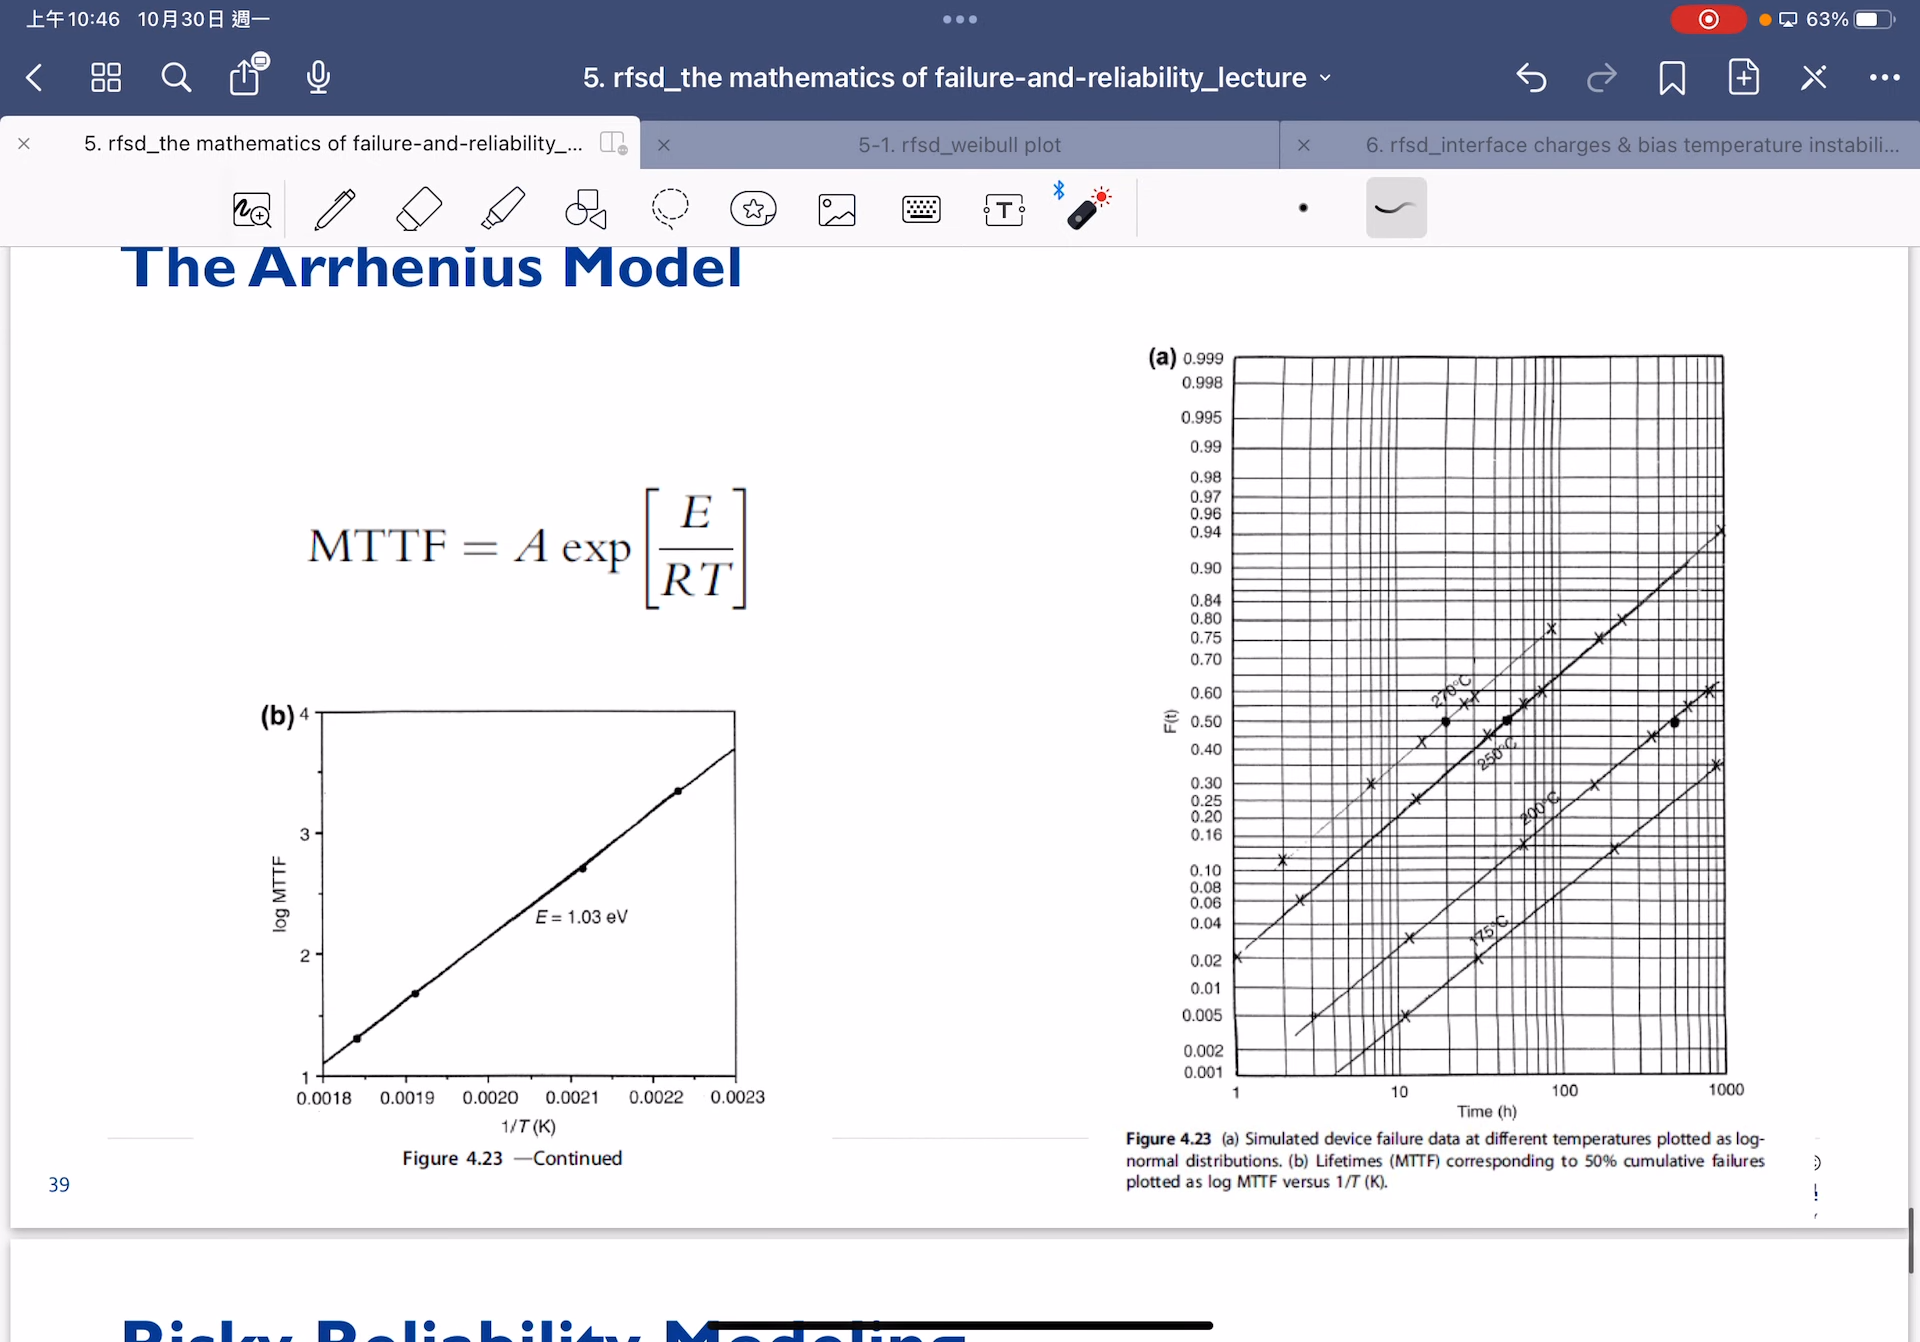 上午10:46 10月30日 週一
63%
5. rfsd_the mathematics of failure-and-reliability_lecture
5. rfsd_the mathematics of failure-and-reliability_...
5-1. rfsd_weibull plot
6. rfsd_interface charges & bias temperature instabili...
The Arrhenius Model
MTTF = A exp [E/RT]
(b)
4
3
2
1
log MTTF
E = 1.03 eV
0.0018 0.0019 0.0020 0.0021 0.0022 0.0023
1/T (K)
Figure 4.23 —Continued
39
(a)
0.999
0.998
0.995
0.99
0.98
0.97
0.96
0.94
0.90
0.84
0.80
0.75
0.70
0.60
0.50
0.40
0.30
0.25
0.20
0.16
0.10
0.08
0.06
0.04
0.02
0.01
0.005
0.002
0.001
F(t)
270°C
250°C
200°C
175°C
1 10 100 1000
Time (h)
Figure 4.23 (a) Simulated device failure data at different temperatures plotted as log-
normal distributions. (b) Lifetimes (MTTF) corresponding to 50% cumulative failures
plotted as log MTTF versus 1/T (K).
Risky Reliability Modeling